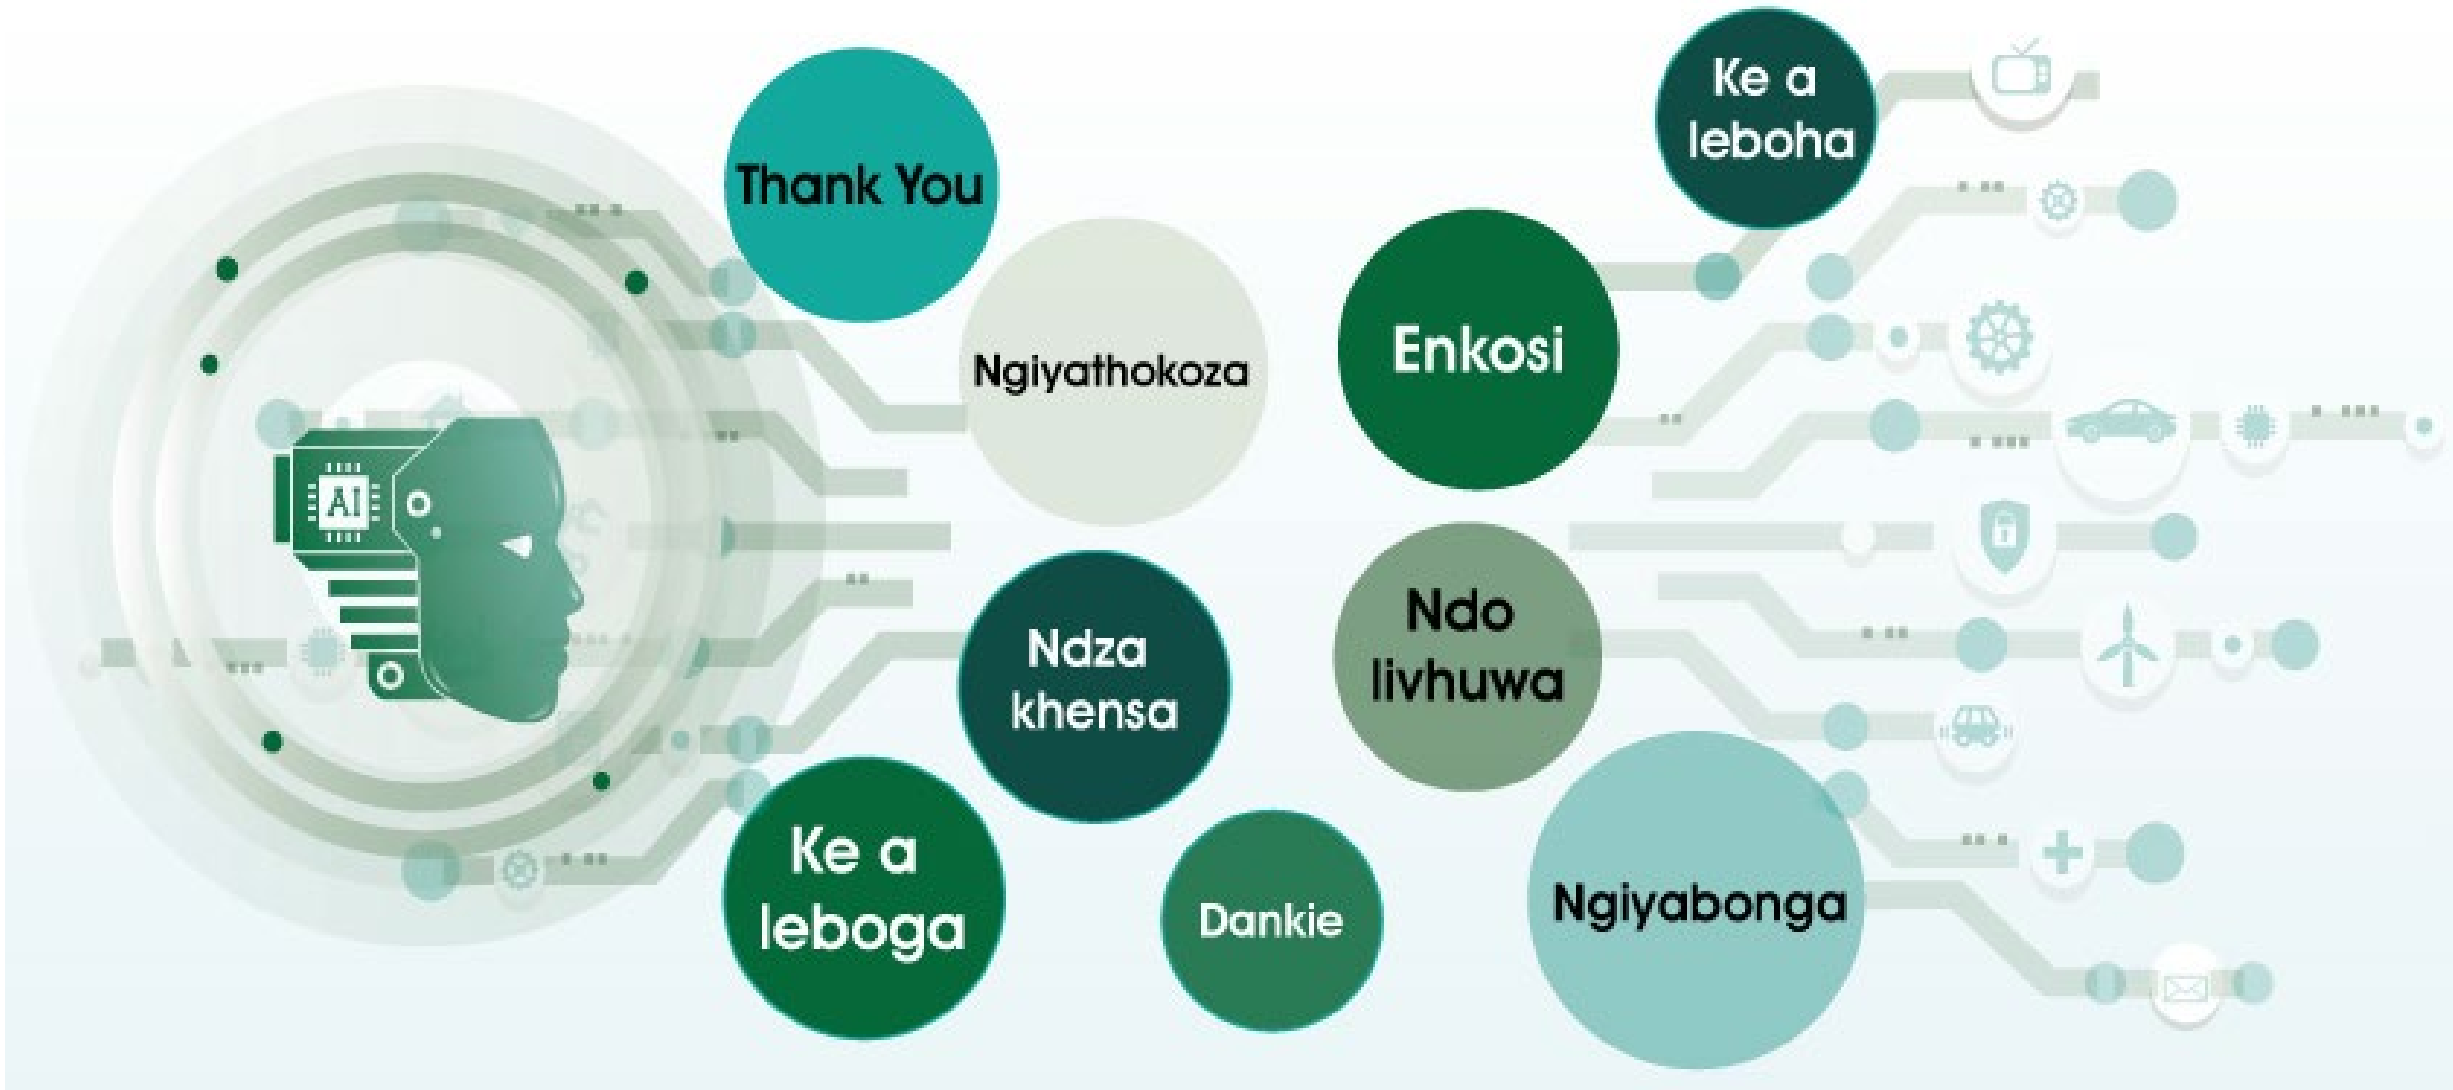 Thank You
Ke a
leboha
Ngiyathokoza
Enkosi
AI
Ndza
khensa
Ndo
livhuwa
Ke a
leboga
Dankie
Ngiyabonga